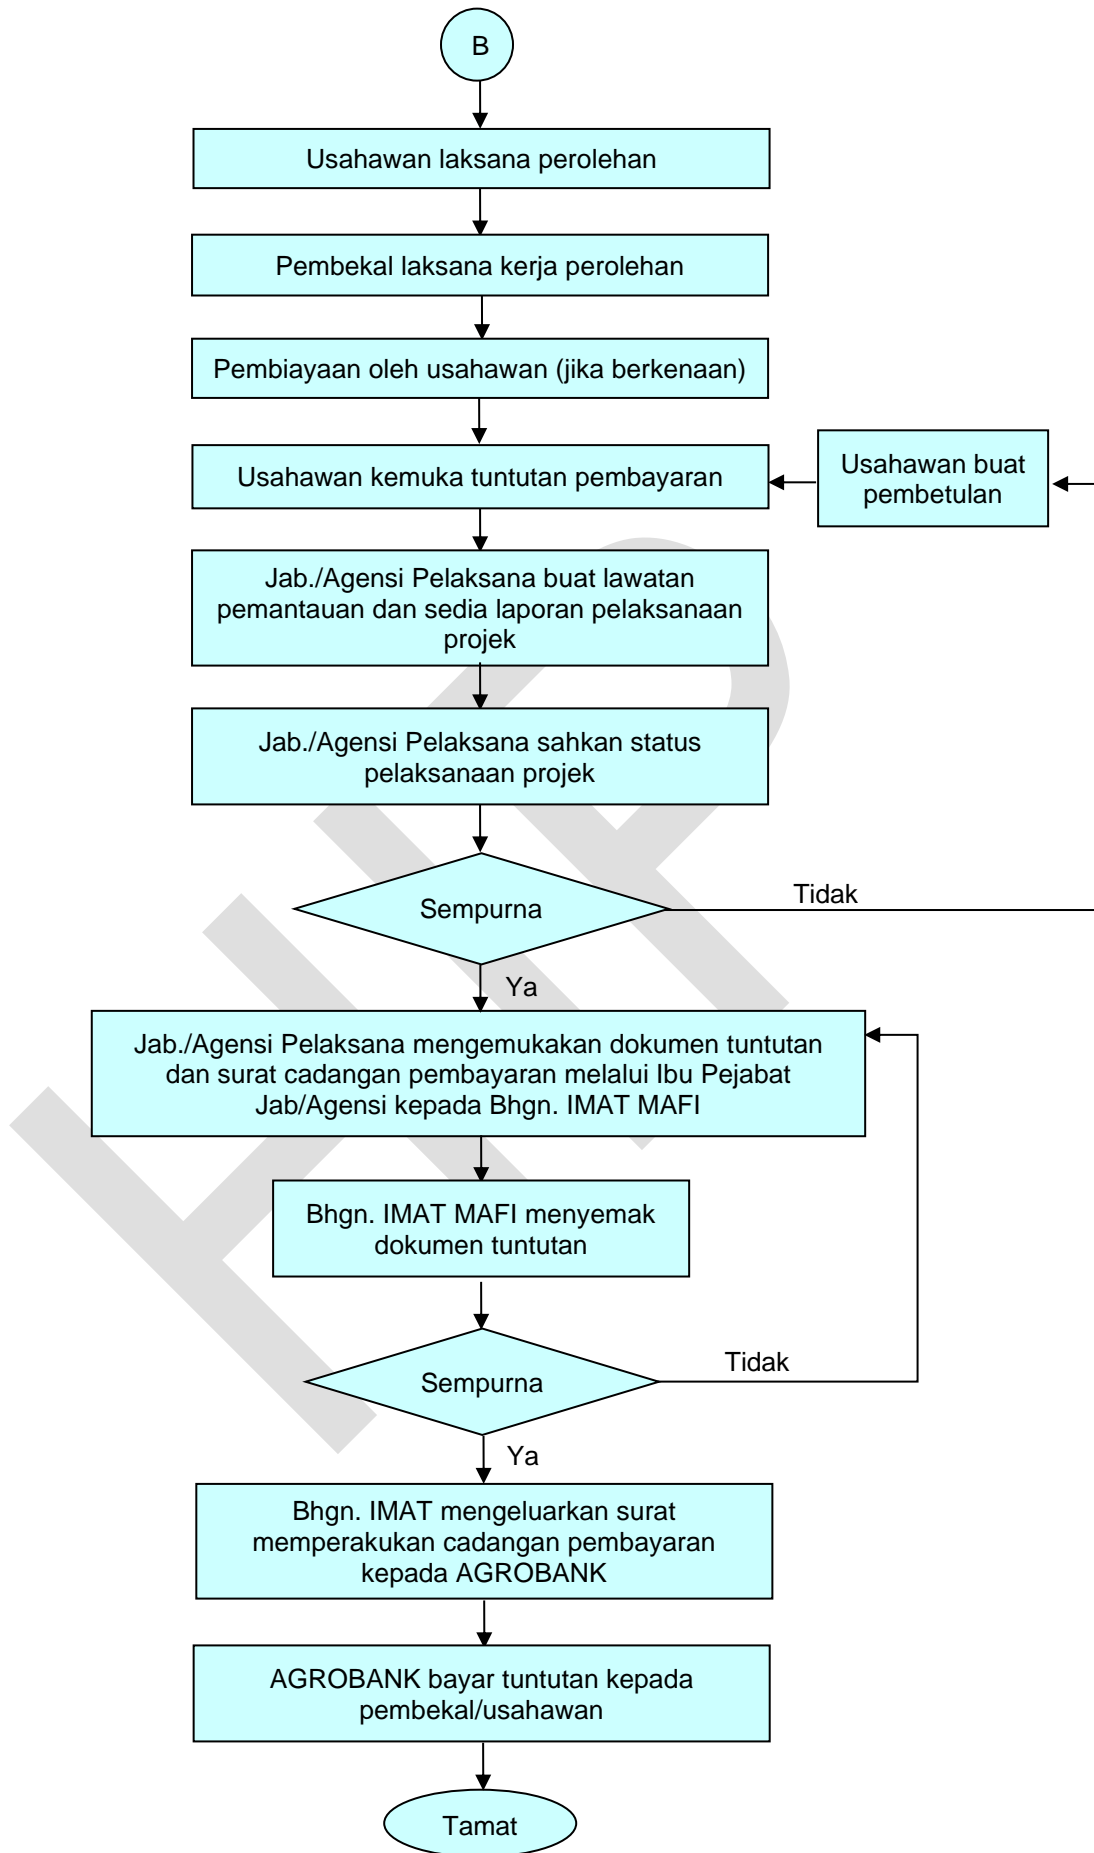 B
Usahawan laksana perolehan
Pembekal laksana kerja perolehan
Pembiayaan oleh usahawan (jika berkenaan)
Usahawan kemuka tuntutan pembayaran
Usahawan buat
pembetulan
Jab./Agensi Pelaksana buat lawatan
pemantauan dan sedia laporan pelaksanaan
projek
Jab./Agensi Pelaksana sahkan status
pelaksanaan projek
Sempurna
Tidak
Ya
Jab./Agensi Pelaksana mengemukakan dokumen tuntutan
dan surat cadangan pembayaran melalui Ibu Pejabat
Jab/Agensi kepada Bhgn. IMAT MAFI
Bhgn. IMAT MAFI menyemak
dokumen tuntutan
Sempurna
Tidak
Ya
Bhgn. IMAT mengeluarkan surat
memperakukan cadangan pembayaran
kepada AGROBANK
AGROBANK bayar tuntutan kepada
pembekal/usahawan
Tamat
HIP